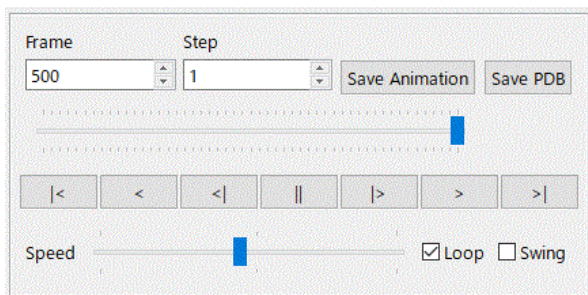 Frame Step
500 1 Save Animation Save PDB
|< < <| || |> > >|
Speed Loop Swing